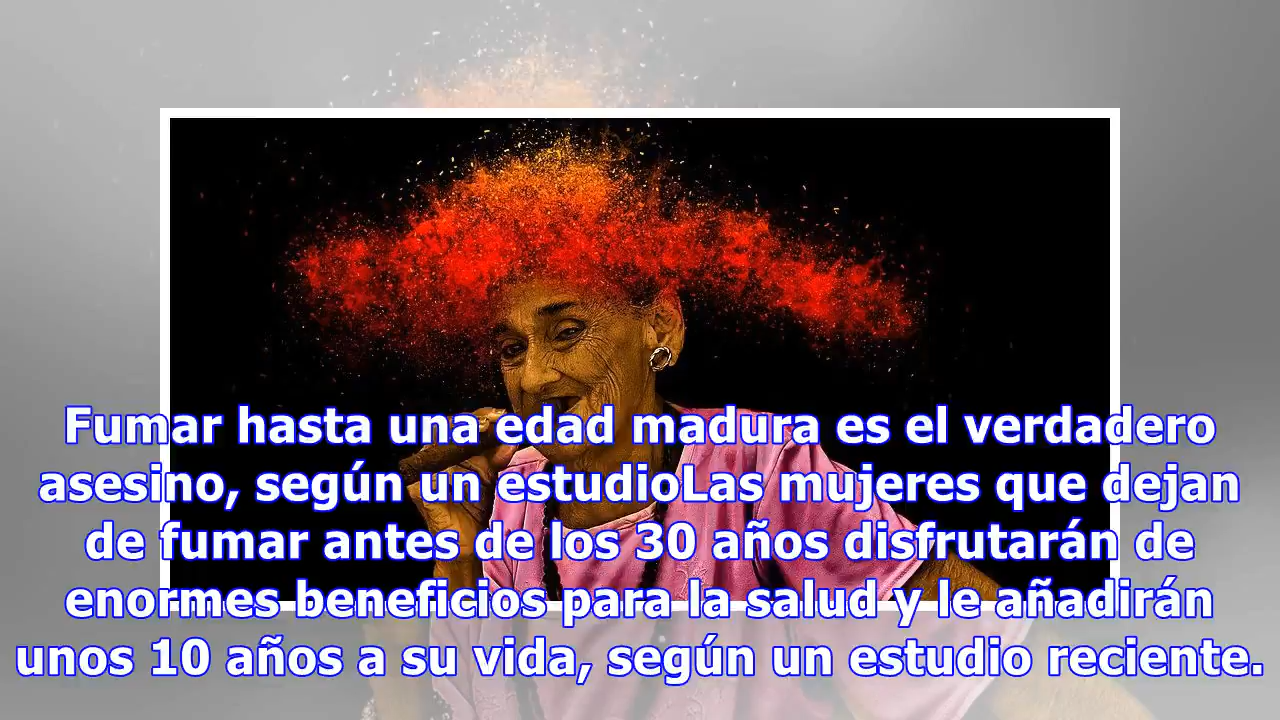 Fumar hasta una edad madura es el verdadero
asesino, según un estudioLas mujeres que dejan
de fumar antes de los 30 años disfrutarán de
enormes beneficios para la salud y le añadirán
unos 10 años a su vida, según un estudio reciente.